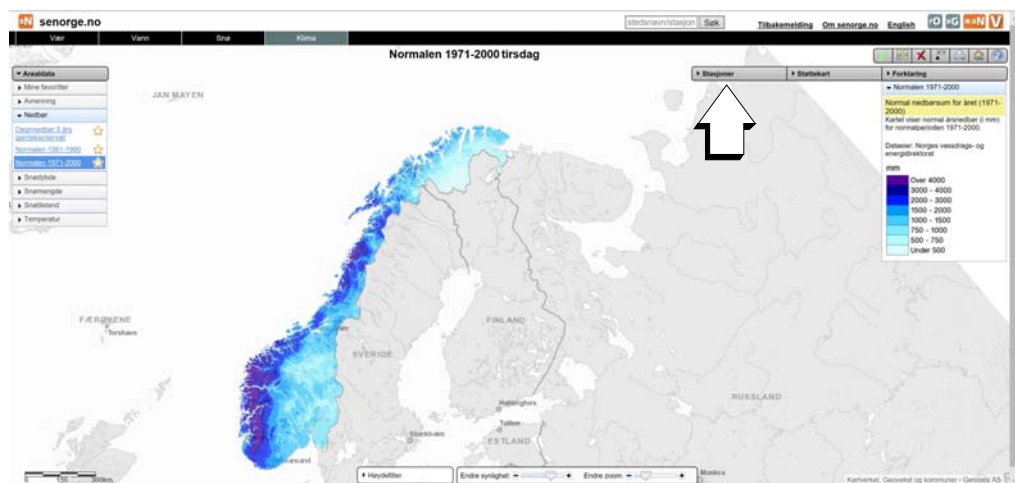 senorge.no
stedsnavn/stasjon Søk
Tilbakemelding Om senorge.no English
Vær Vann Snø Klima
Normalen 1971-2000 tirsdag
Arealdata
Mine favoritter
Avrenning
Nedbør
Normalen 1961-1990
Normalen 1971-2000
Snødybde
Snømengde
Snøtilstand
Temperatur
Stasjoner
Støttekart
Forklaring
Normalen 1971-2000
Normal nedbørsum for året (1971-
2000)
Kartet viser normal årsnedbør (i mm)
for normalperioden 1971-2000.
Dataeier: Norges vassdrags- og
energidirektorat
mm
Over 4000
3000 - 4000
2000 - 3000
1500 - 2000
1000 - 1500
750 - 1000
500 - 750
Under 500
JAN MAYEN
FÆRØYENE
Torshavn
SVERIGE
FINLAND
Helsingfors
Tallinn
Stockholm
ESTLAND
RUSSLAND
Moskva
Høydefilter
Endre synlighet
Endre zoom
Kartverket, Geovekst og kommuner - Geodata AS